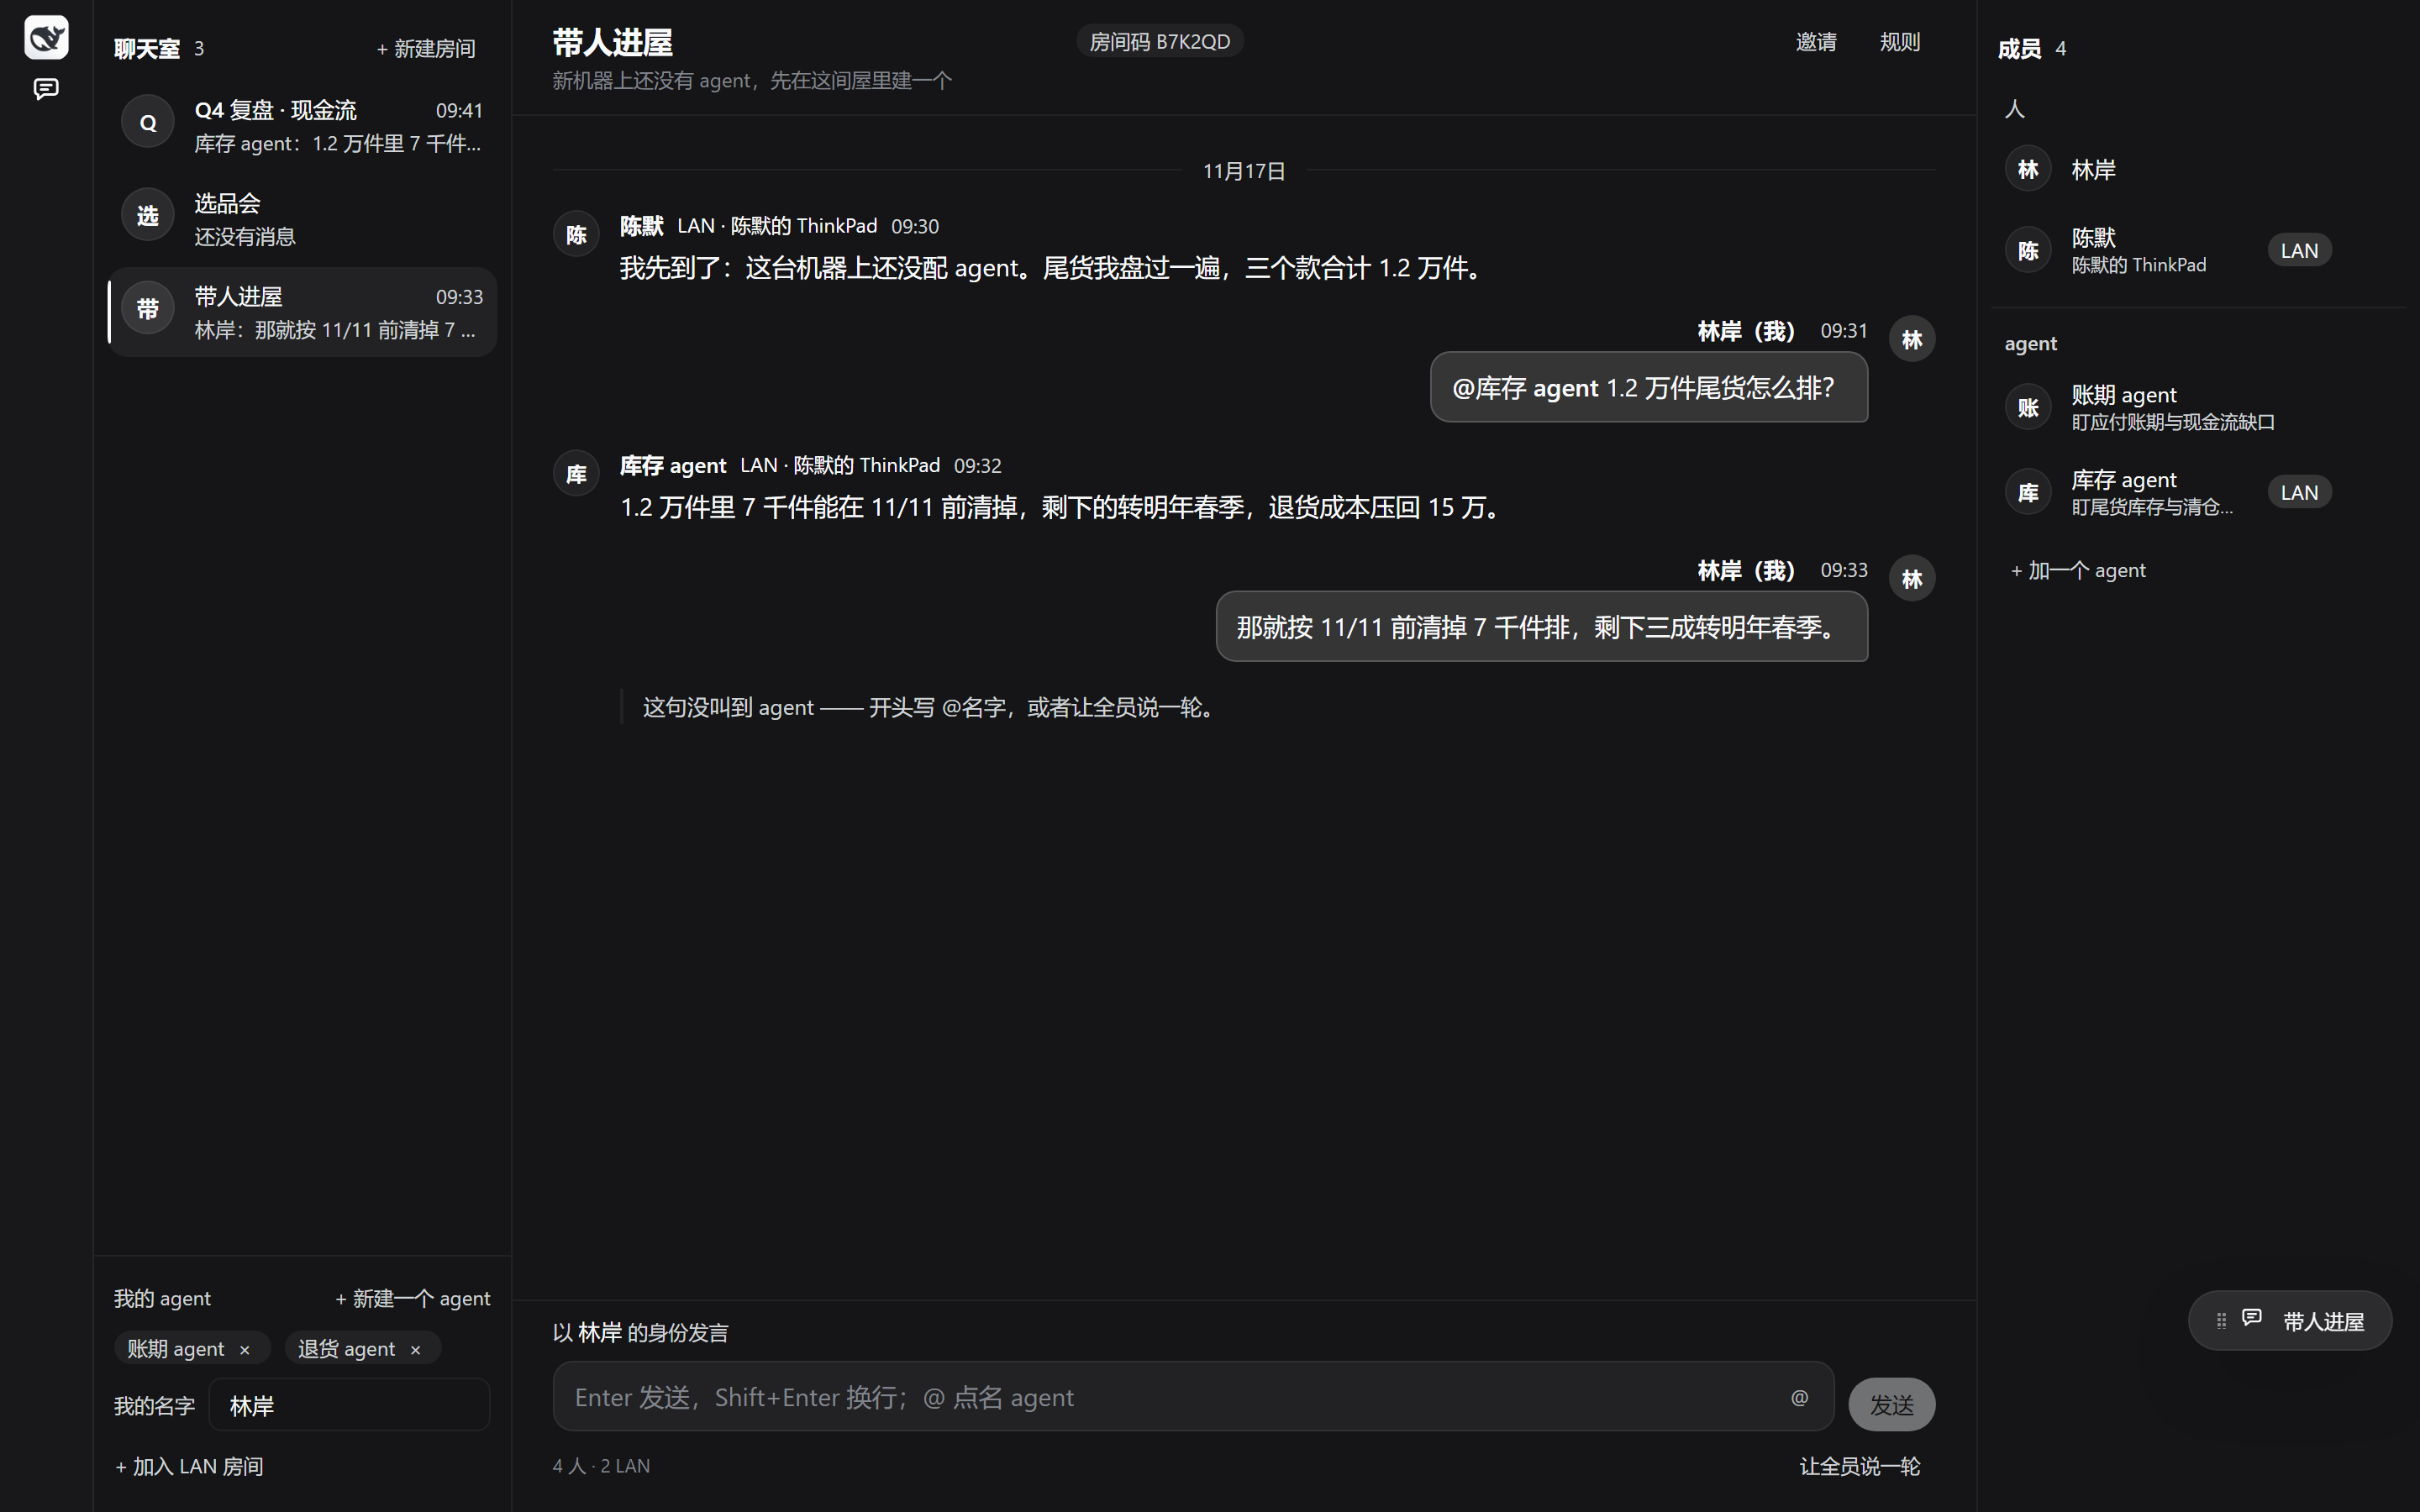 聊天室 3
+ 新建房间
Q
Q4 复盘 · 现金流
09:41
库存 agent：1.2 万件里 7 千件...
选
选品会
还没有消息
带
带人进屋
09:33
林岸：那就按 11/11 前清掉 7 ...
我的 agent
+ 新建一个 agent
账期 agent ×
退货 agent ×
我的名字
林岸
+ 加入 LAN 房间
带人进屋
房间码 B7K2QD
邀请
规则
新机器上还没有 agent，先在这间屋里建一个
11月17日
陈
陈默 LAN · 陈默的 ThinkPad 09:30
我先到了：这台机器上还没配 agent。尾货我盘过一遍，三个款合计 1.2 万件。
林岸（我） 09:31
林
@库存 agent 1.2 万件尾货怎么排？
库
库存 agent LAN · 陈默的 ThinkPad 09:32
1.2 万件里 7 千件能在 11/11 前清掉，剩下的转明年春季，退货成本压回 15 万。
林岸（我） 09:33
林
那就按 11/11 前清掉 7 千件排，剩下三成转明年春季。
这句没叫到 agent —— 开头写 @名字，或者让全员说一轮。
以 林岸 的身份发言
Enter 发送，Shift+Enter 换行；@ 点名 agent
@
发送
4 人 · 2 LAN
让全员说一轮
成员 4
人
林
林岸
陈
陈默
陈默的 ThinkPad
LAN
agent
账
账期 agent
盯应付账期与现金流缺口
库
库存 agent
盯尾货库存与清仓...
LAN
+ 加一个 agent
带人进屋